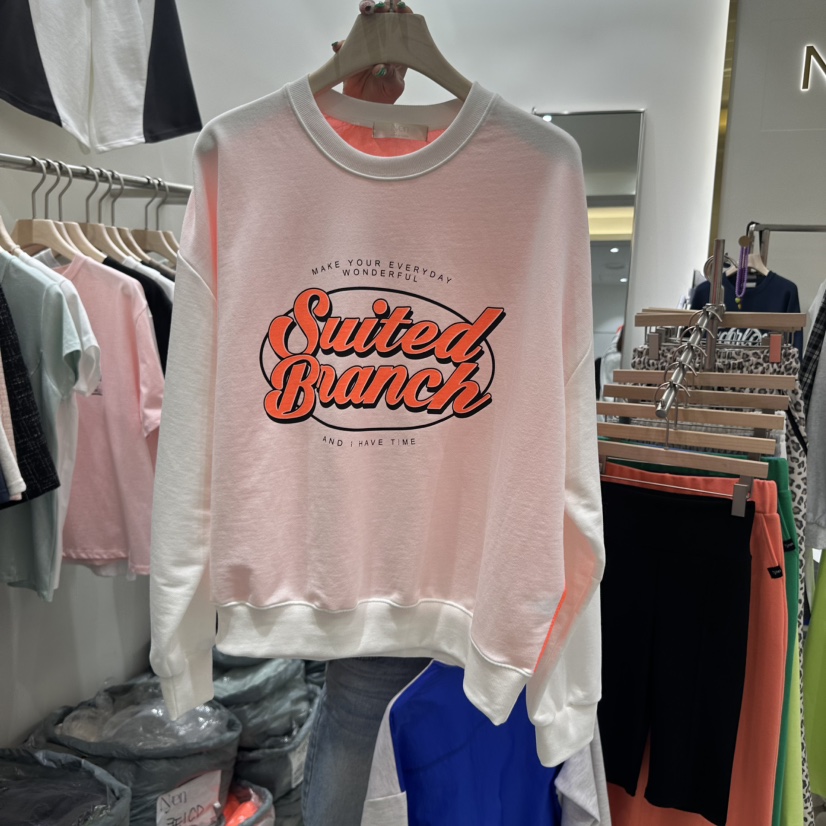 MAKE YOUR EVERYDAY
WONDERFUL
Suited
Branch
AND I HAVE TIME
N